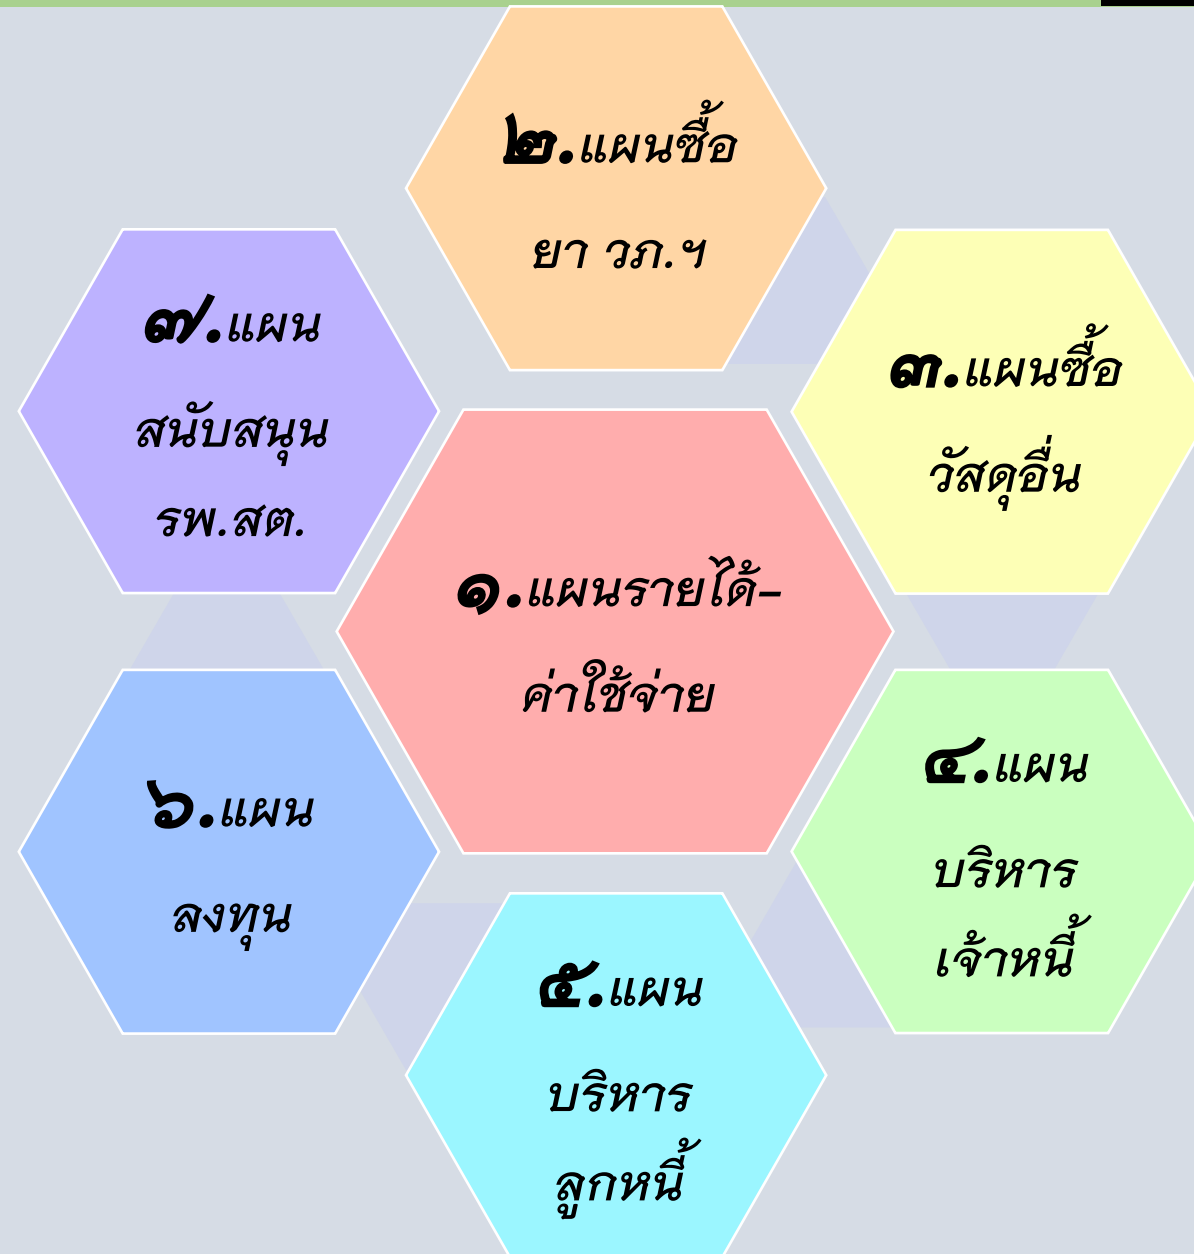 ๒.แผนซื้อ
ยา วภ.ฯ
๗.แผน
สนับสนุน
รพ.สต.
๓.แผนซื้อ
วัสดุอื่น
๑.แผนรายได้–
ค่าใช้จ่าย
๖.แผน
ลงทุน
๔.แผน
บริหาร
เจ้าหนี้
๕.แผน
บริหาร
ลูกหนี้